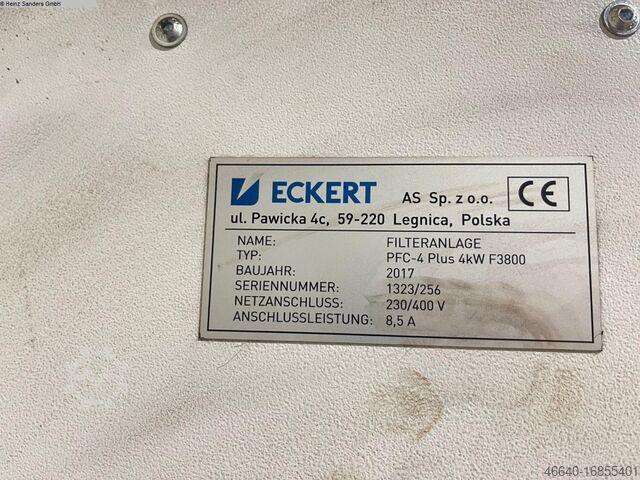 © Heinz Sanders GmbH
ECKERT AS Sp. z o.o. CE
ul. Pawicka 4c, 59-220 Legnica, Polska
NAME: FILTERANLAGE
TYP: PFC-4 Plus 4kW F3800
BAUJAHR: 2017
SERIENNUMMER: 1323/256
NETZANSCHLUSS: 230/400 V
ANSCHLUSSLEISTUNG: 8,5 A
46640-16855401